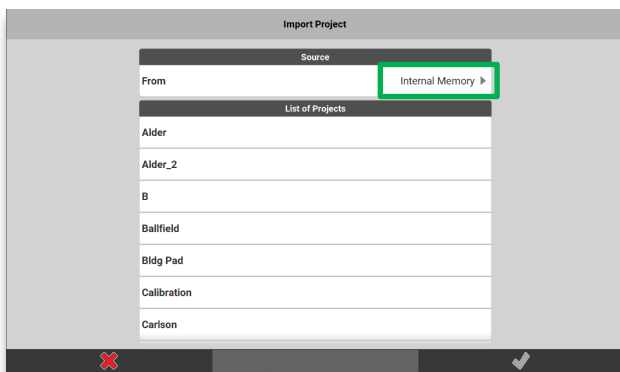 Import Project
Source
From Internal Memory
List of Projects
Alder
Alder_2
B
Ballfield
Bldg Pad
Calibration
Carlson